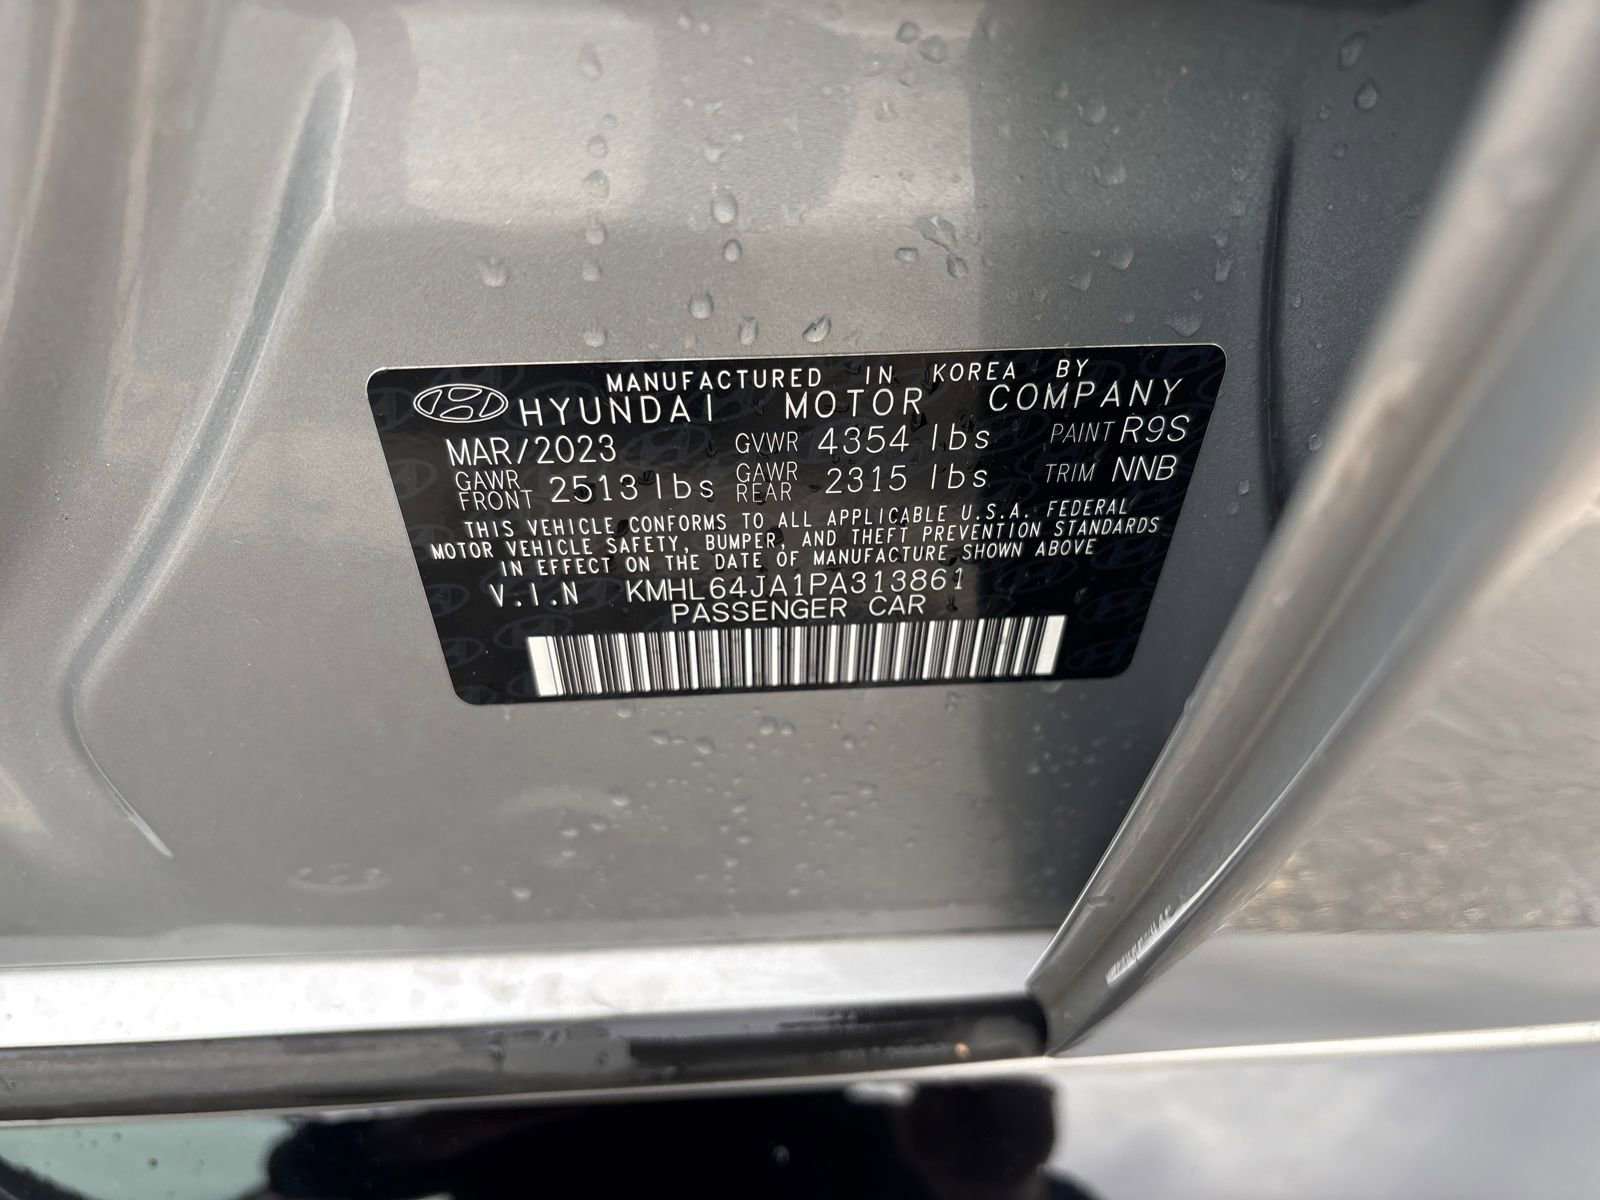 MANUFACTURED IN KOREA BY
HYUNDAI MOTOR COMPANY
MAR/2023 GVWR 4354 lbs PAINT R9S
GAWR FRONT 2513 lbs GAWR REAR 2315 lbs TRIM NNB
THIS VEHICLE CONFORMS TO ALL APPLICABLE U.S.A. FEDERAL
MOTOR VEHICLE SAFETY, BUMPER, AND THEFT PREVENTION STANDARDS
IN EFFECT ON THE DATE OF MANUFACTURE SHOWN ABOVE
V.I.N KMHL64JA1PA313861
PASSENGER CAR